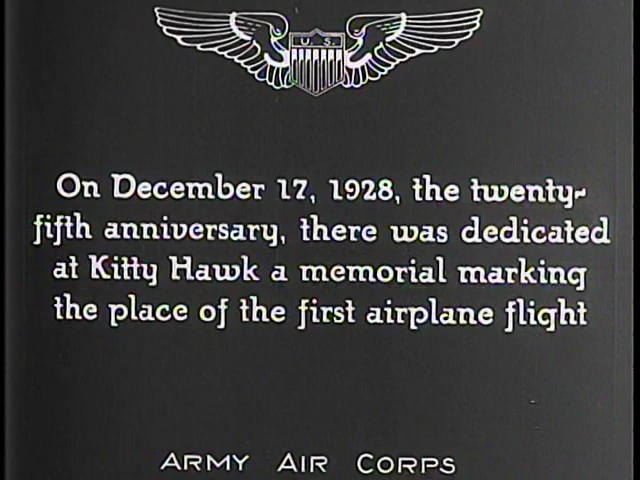 U.S.
On December 17, 1928, the twenty-
fifth anniversary, there was dedicated
at Kitty Hawk a memorial marking
the place of the first airplane flight
ARMY AIR CORPS